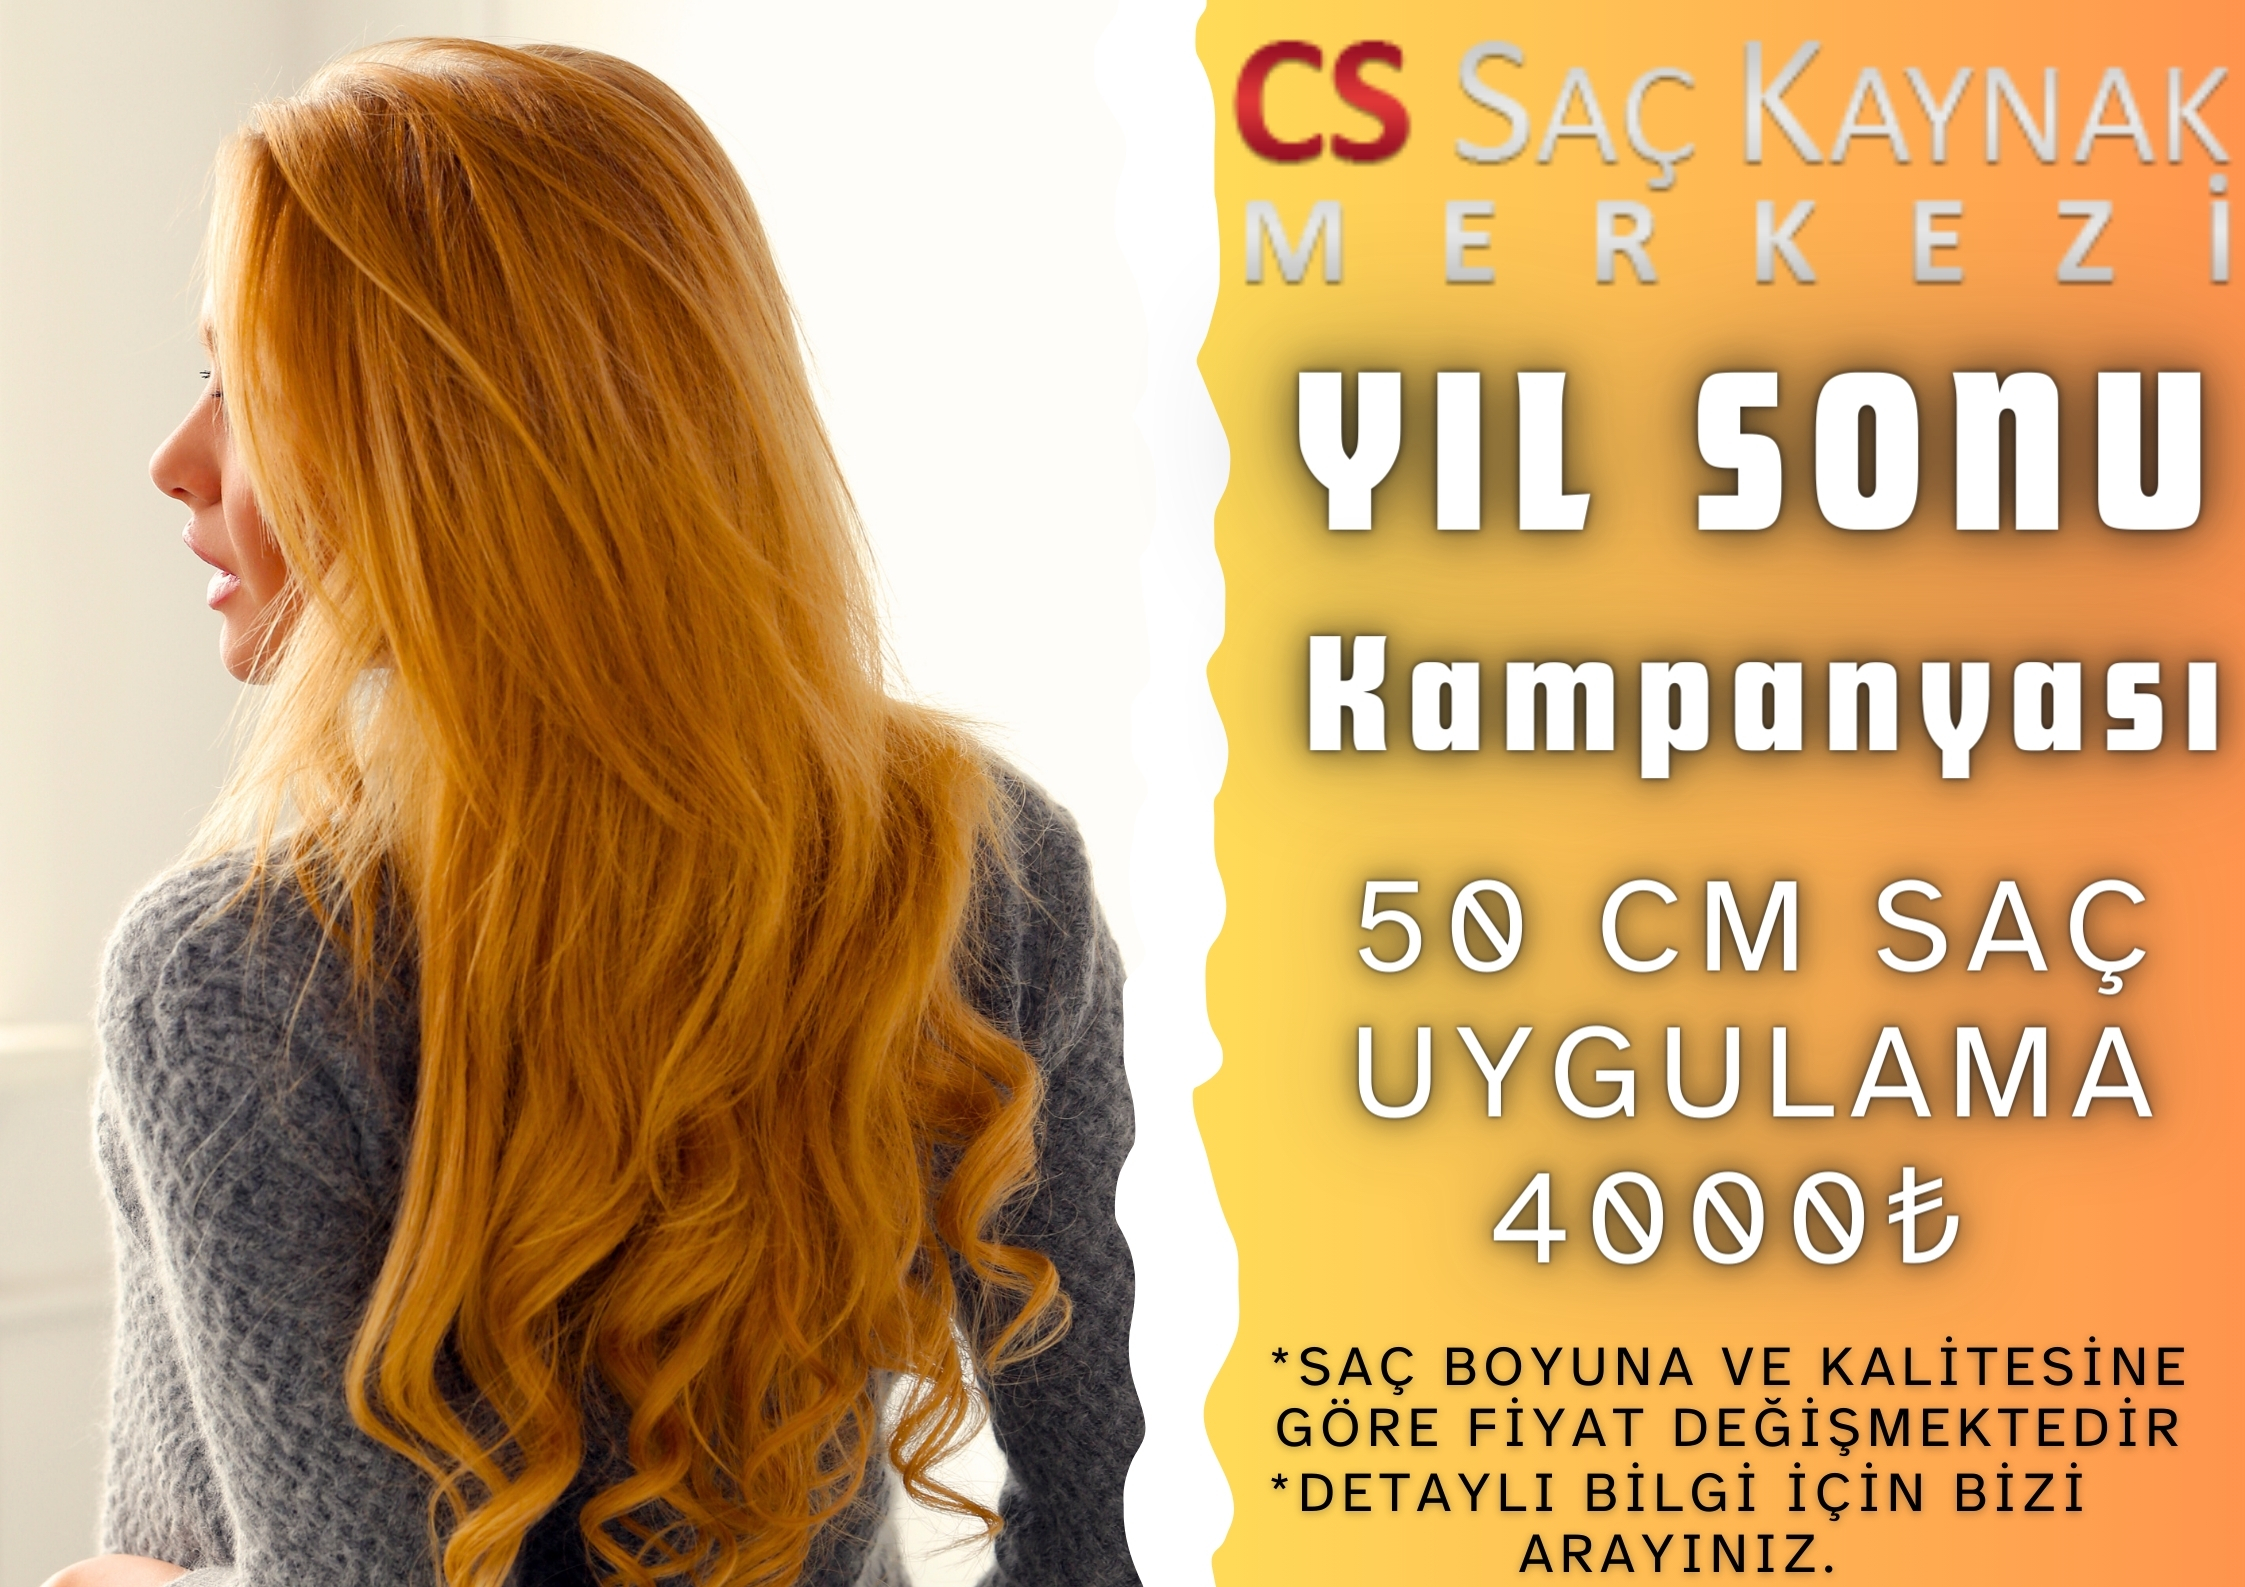 CS SAÇ KAYNAK
MERKEZİ
YIL SONU
Kampanyası
50 CM SAÇ
UYGULAMA
4000₺
*SAÇ BOYUNA VE KALİTESİNE
GÖRE FİYAT DEĞİŞMEKTEDİR
*DETAYLI BİLGİ İÇİN BİZİ
ARAYINIZ.